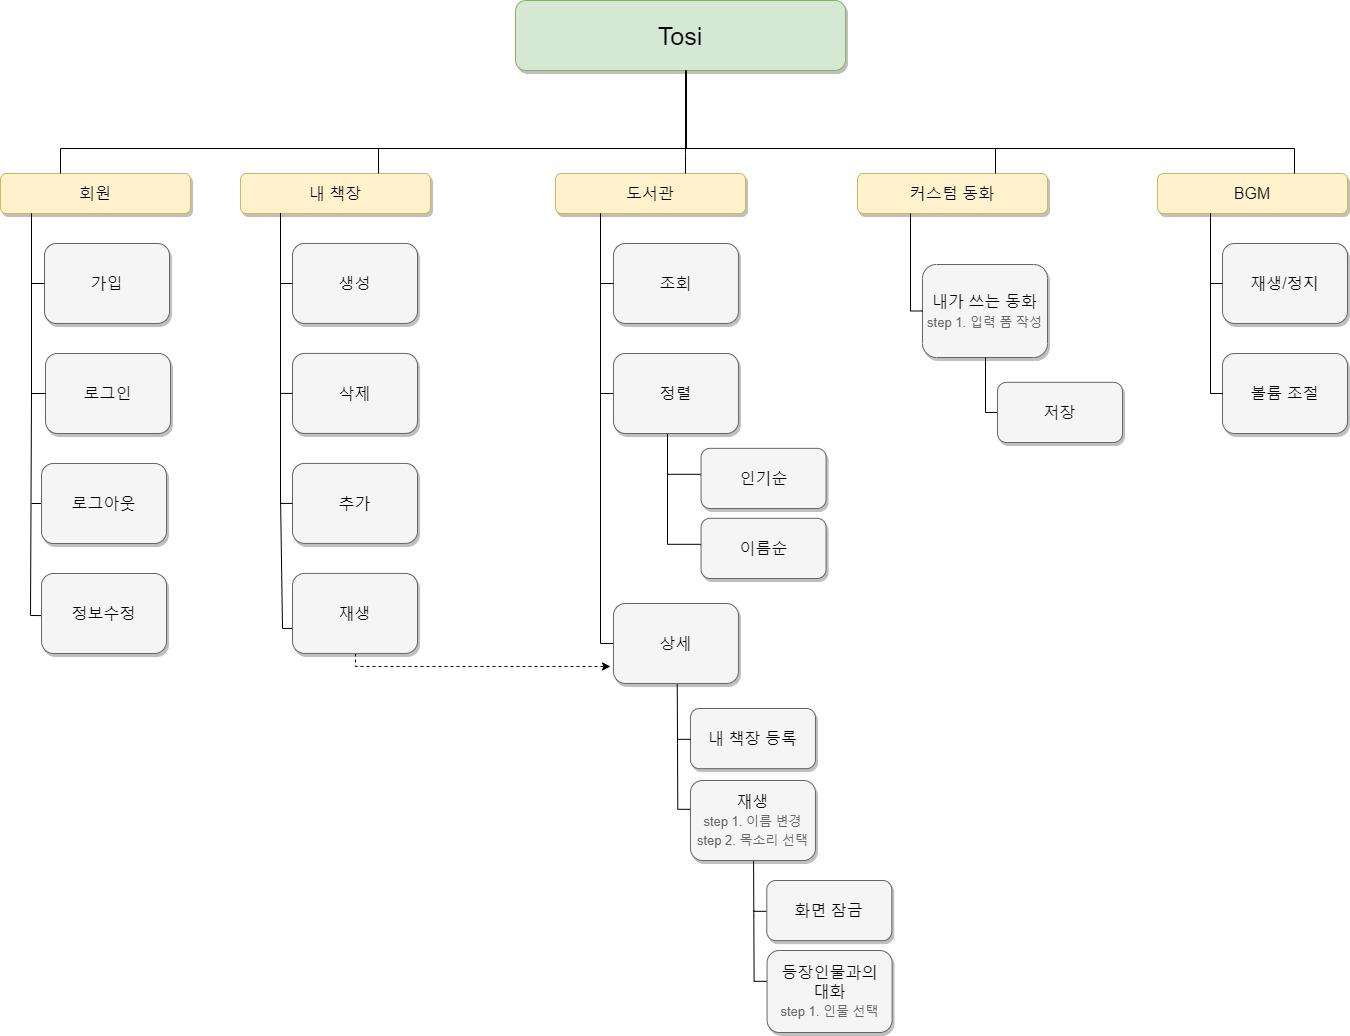 Tosi
회원
내 책장
도서관
커스텀 동화
BGM
가입
로그인
로그아웃
정보수정
생성
삭제
추가
재생
조회
정렬
인기순
이름순
상세
내 책장 등록
재생
step 1. 이름 변경
step 2. 목소리 선택
화면 잠금
등장인물과의
대화
step 1. 인물 선택
내가 쓰는 동화
step 1. 입력 폼 작성
저장
재생/정지
볼륨 조절